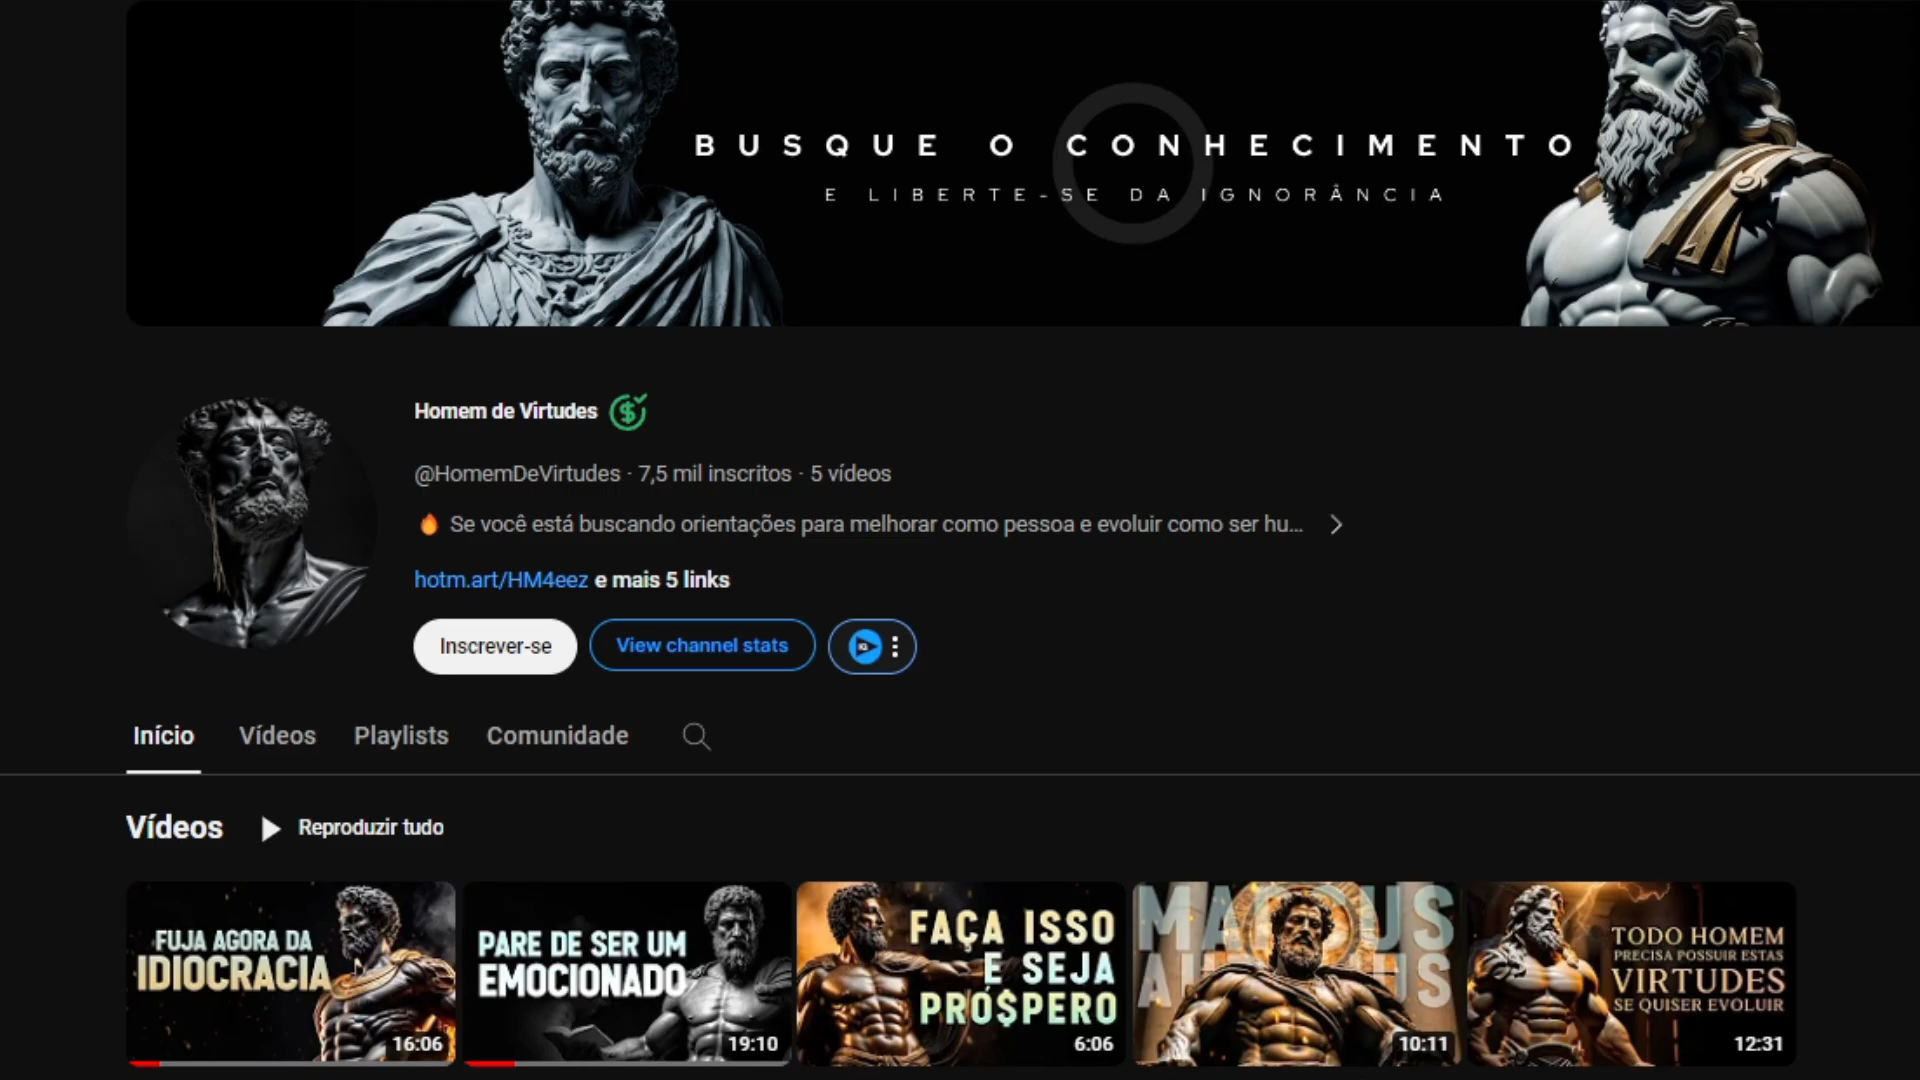 BUSQUE O CONHECIMENTO
E LIBERTE-SE DA IGNORÂNCIA
Homem de Virtudes
@HomemDeVirtudes · 7,5 mil inscritos · 5 vídeos
🔥 Se você está buscando orientações para melhorar como pessoa e evoluir como ser hu...
hotm.art/HM4eez e mais 5 links
Inscrever-se
View channel stats
Início
Vídeos
Playlists
Comunidade
Vídeos
Reproduzir tudo
FUJA AGORA DA
IDIOCRACIA
16:06
PARE DE SER UM
EMOCIONADO
19:10
FAÇA ISSO
E SEJA
PRÓ$PERO
6:06
10:11
TODO HOMEM
PRECISA POSSUIR ESTAS
VIRTUDES
SE QUISER EVOLUIR
12:31